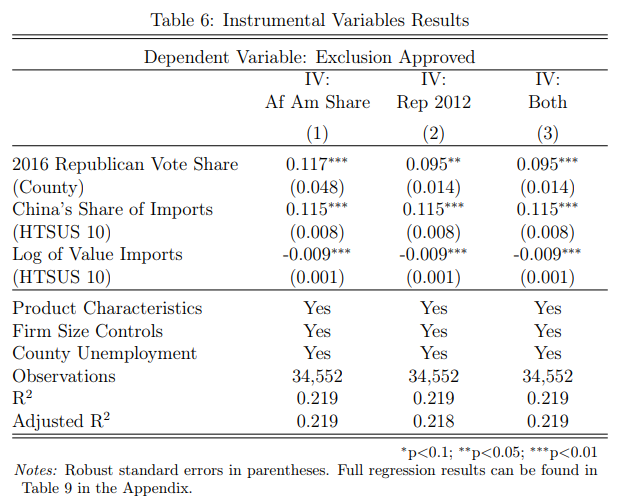 Table 6: Instrumental Variables Results
Dependent Variable: Exclusion Approved
IV: IV: IV:
Af Am Share Rep 2012 Both
(1) (2) (3)
2016 Republican Vote Share 0.117*** 0.095** 0.095***
(County) (0.048) (0.014) (0.014)
China's Share of Imports 0.115*** 0.115*** 0.115***
(HTSUS 10) (0.008) (0.008) (0.008)
Log of Value Imports -0.009*** -0.009*** -0.009***
(HTSUS 10) (0.001) (0.001) (0.001)
Product Characteristics Yes Yes Yes
Firm Size Controls Yes Yes Yes
County Unemployment Yes Yes Yes
Observations 34,552 34,552 34,552
R² 0.219 0.219 0.219
Adjusted R² 0.219 0.218 0.219
*p<0.1; **p<0.05; ***p<0.01
Notes: Robust standard errors in parentheses. Full regression results can be found in
Table 9 in the Appendix.